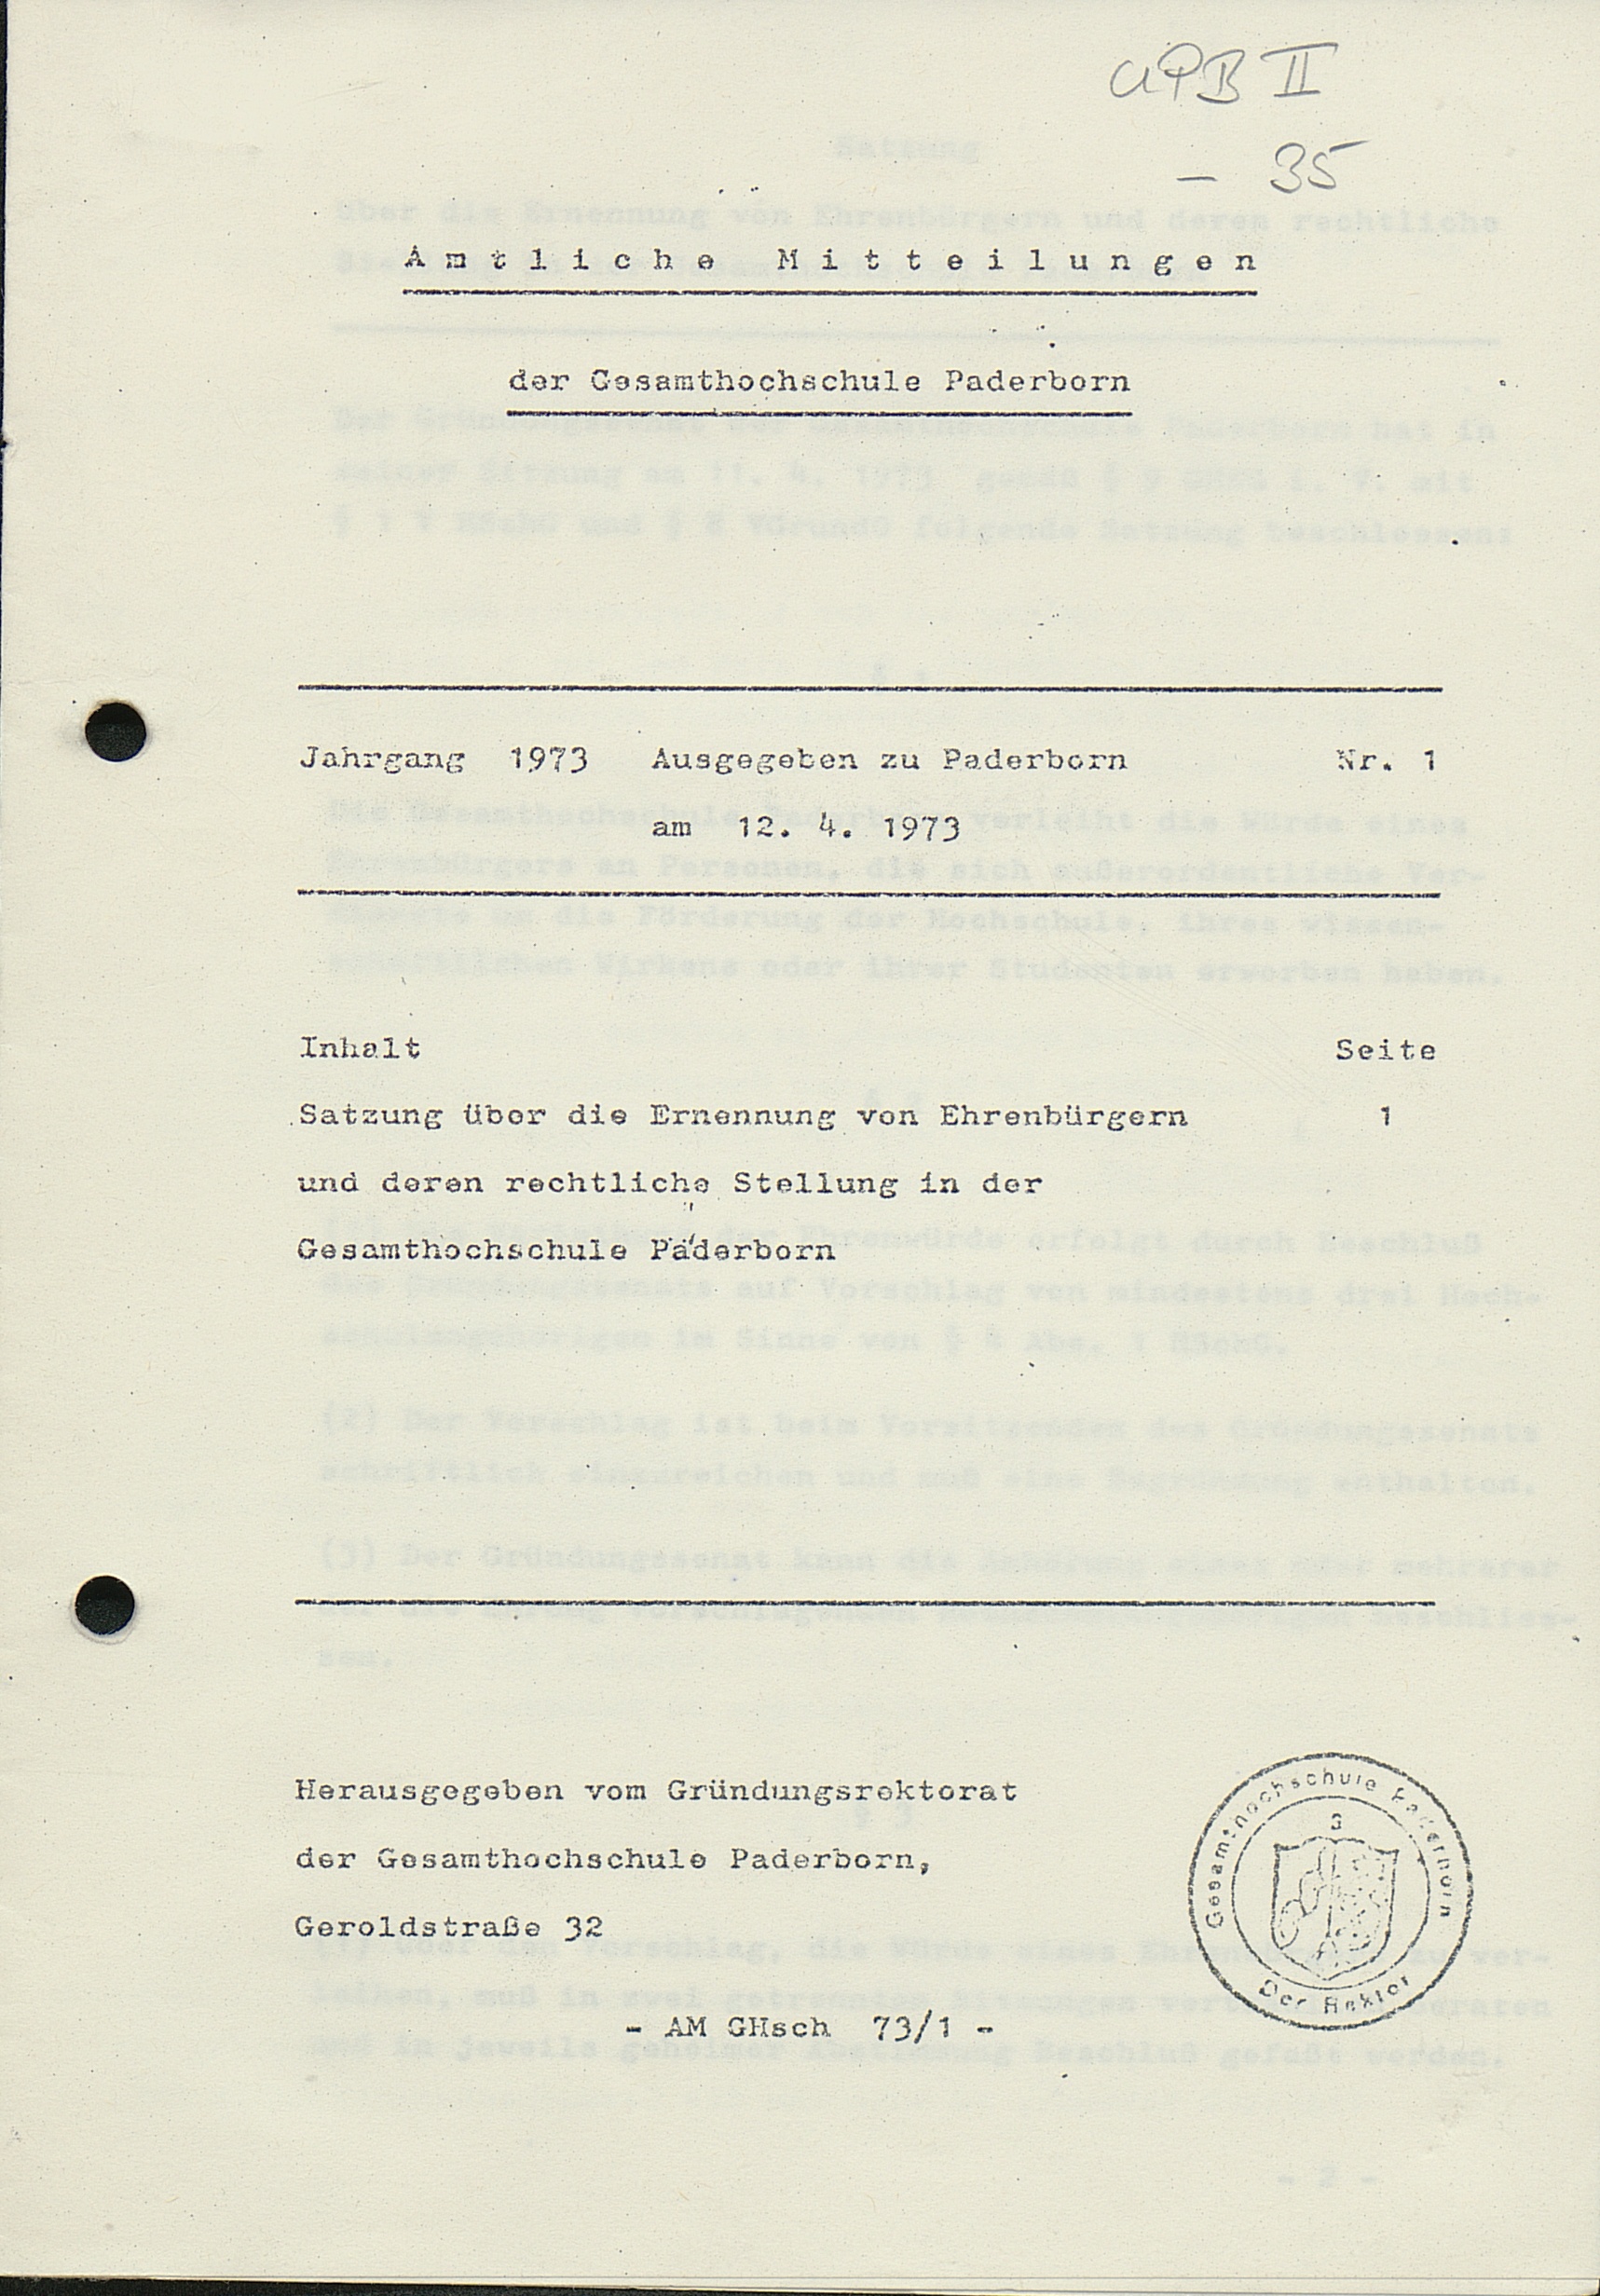 UPB II
- 35
Amtliche Mitteilungen
der Gesamthochschule Paderborn
Jahrgang 1973 Ausgegeben zu Paderborn Nr. 1
am 12. 4. 1973
Inhalt Seite
Satzung über die Ernennung von Ehrenbürgern 1
und deren rechtliche Stellung in der
Gesamthochschule Paderborn
Herausgegeben vom Gründungsrektorat
der Gesamthochschule Paderborn,
Geroldstraße 32
Gesamthochschule Paderborn
3
Der Rektor
- AM GHsch 73/1 -